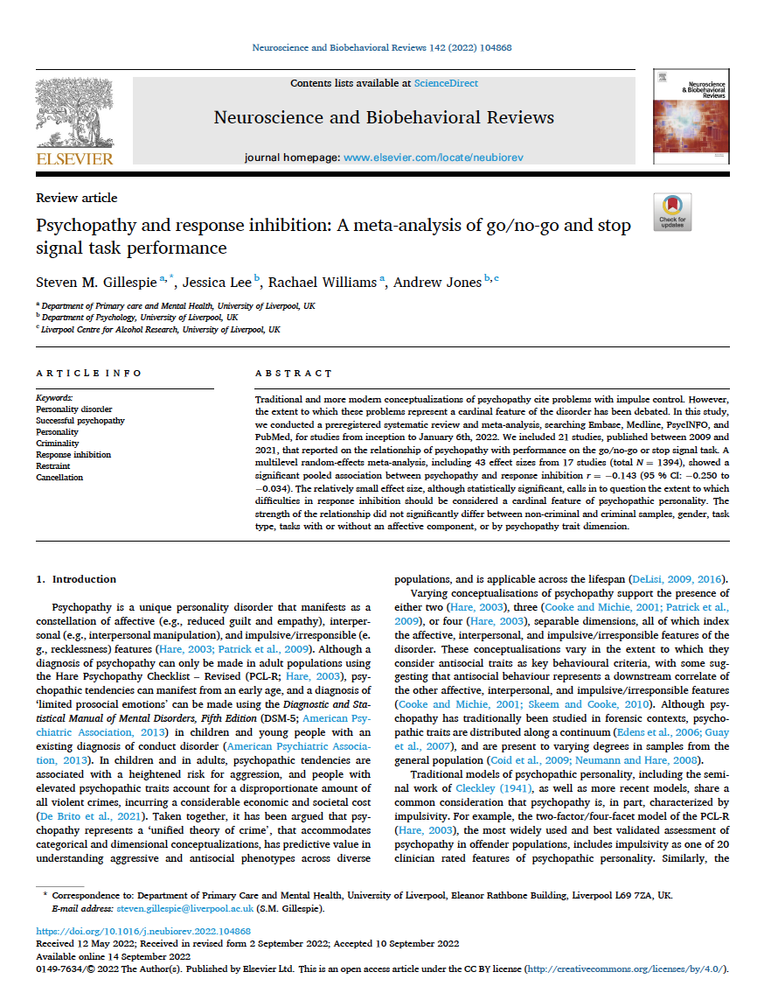 Neuroscience and Biobehavioral Reviews 142 (2022) 104868
Contents lists available at ScienceDirect
Neuroscience and Biobehavioral Reviews
journal homepage: www.elsevier.com/locate/neubiorev
ELSEVIER
Neuroscience
& Biobehavioral
Reviews
Review article
Psychopathy and response inhibition: A meta-analysis of go/no-go and stop
signal task performance
Check for
updates
Steven M. Gillespie a,*, Jessica Lee b, Rachael Williams a, Andrew Jones b,c
a Department of Primary care and Mental Health, University of Liverpool, UK
b Department of Psychology, University of Liverpool, UK
c Liverpool Centre for Alcohol Research, University of Liverpool, UK
ARTICLE INFO
Keywords:
Personality disorder
Successful psychopathy
Personality
Criminality
Response inhibition
Restraint
Cancellation
ABSTRACT
Traditional and more modern conceptualizations of psychopathy cite problems with impulse control. However,
the extent to which these problems represent a cardinal feature of the disorder has been debated. In this study,
we conducted a preregistered systematic review and meta-analysis, searching Embase, Medline, PsycINFO, and
PubMed, for studies from inception to January 6th, 2022. We included 21 studies, published between 2009 and
2021, that reported on the relationship of psychopathy with performance on the go/no-go or stop signal task. A
multilevel random-effects meta-analysis, including 43 effect sizes from 17 studies (total N = 1394), showed a
significant pooled association between psychopathy and response inhibition r = −0.143 (95 % CI: −0.250 to
−0.034). The relatively small effect size, although statistically significant, calls in to question the extent to which
difficulties in response inhibition should be considered a cardinal feature of psychopathic personality. The
strength of the relationship did not significantly differ between non-criminal and criminal samples, gender, task
type, tasks with or without an affective component, or by psychopathy trait dimension.
1. Introduction
Psychopathy is a unique personality disorder that manifests as a
constellation of affective (e.g., reduced guilt and empathy), interper-
sonal (e.g., interpersonal manipulation), and impulsive/irresponsible (e.
g., recklessness) features (Hare, 2003; Patrick et al., 2009). Although a
diagnosis of psychopathy can only be made in adult populations using
the Hare Psychopathy Checklist – Revised (PCL-R; Hare, 2003), psy-
chopathic tendencies can manifest from an early age, and a diagnosis of
‘limited prosocial emotions’ can be made using the Diagnostic and Sta-
tistical Manual of Mental Disorders, Fifth Edition (DSM-5; American Psy-
chiatric Association, 2013) in children and young people with an
existing diagnosis of conduct disorder (American Psychiatric Associa-
tion, 2013). In children and in adults, psychopathic tendencies are
associated with a heightened risk for aggression, and people with
elevated psychopathic traits account for a disproportionate amount of
all violent crimes, incurring a considerable economic and societal cost
(De Brito et al., 2021). Taken together, it has been argued that psy-
chopathy represents a ‘unified theory of crime’, that accommodates
categorical and dimensional conceptualizations, has predictive value in
understanding aggressive and antisocial phenotypes across diverse
populations, and is applicable across the lifespan (DeLisi, 2009, 2016).
Varying conceptualisations of psychopathy support the presence of
either two (Hare, 2003), three (Cooke and Michie, 2001; Patrick et al.,
2009), or four (Hare, 2003), separable dimensions, all of which index
the affective, interpersonal, and impulsive/irresponsible features of the
disorder. These conceptualisations vary in the extent to which they
consider antisocial traits as key behavioural criteria, with some sug-
gesting that antisocial behaviour represents a downstream correlate of
the other affective, interpersonal, and impulsive/irresponsible features
(Cooke and Michie, 2001; Skeem and Cooke, 2010). Although psy-
chopathy has traditionally been studied in forensic contexts, psycho-
pathic traits are distributed along a continuum (Edens et al., 2006; Guay
et al., 2007), and are present to varying degrees in samples from the
general population (Coid et al., 2009; Neumann and Hare, 2008).
Traditional models of psychopathic personality, including the semi-
nal work of Cleckley (1941), as well as more recent models, share a
common consideration that psychopathy is, in part, characterized by
impulsivity. For example, the two-factor/four-facet model of the PCL-R
(Hare, 2003), the most widely used and best validated assessment of
psychopathy in offender populations, includes impulsivity as one of 20
clinician rated features of psychopathic personality. Similarly, the
* Correspondence to: Department of Primary Care and Mental Health, University of Liverpool, Eleanor Rathbone Building, Liverpool L69 7ZA, UK.
E-mail address: steven.gillespie@liverpool.ac.uk (S.M. Gillespie).
https://doi.org/10.1016/j.neubiorev.2022.104868
Received 12 May 2022; Received in revised form 2 September 2022; Accepted 10 September 2022
Available online 14 September 2022
0149-7634/© 2022 The Author(s). Published by Elsevier Ltd. This is an open access article under the CC BY license (http://creativecommons.org/licenses/by/4.0/).